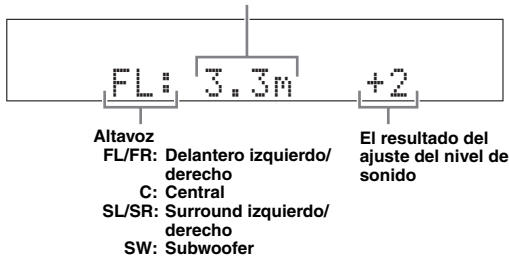 FL: 3.3m +2
Altavoz
FL/FR: Delantero izquierdo/
derecho
C: Central
SL/SR: Surround izquierdo/
derecho
SW: Subwoofer
El resultado del
ajuste del nivel de
sonido